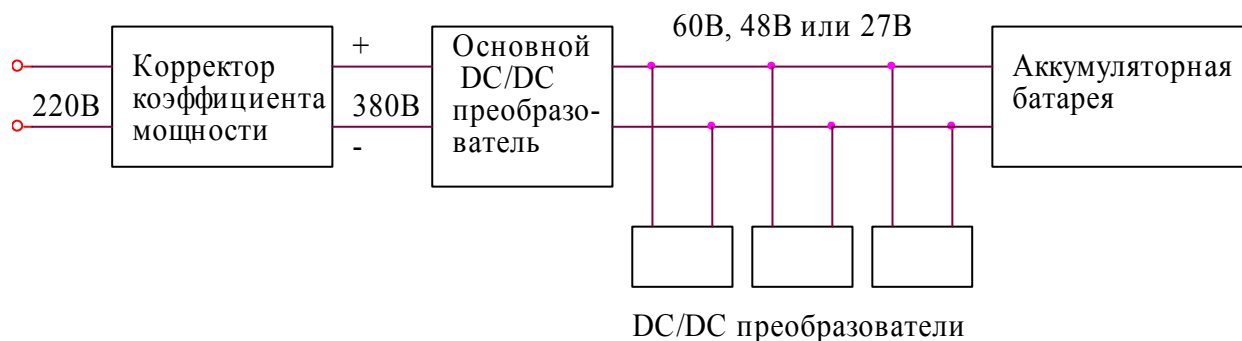 60В, 48В или 27В
220В
Корректор
коэффициента
мощности
+
380В
-
Основной
DC/DC
преобразо-
ватель
Аккумуляторная
батарея
DC/DC преобразователи